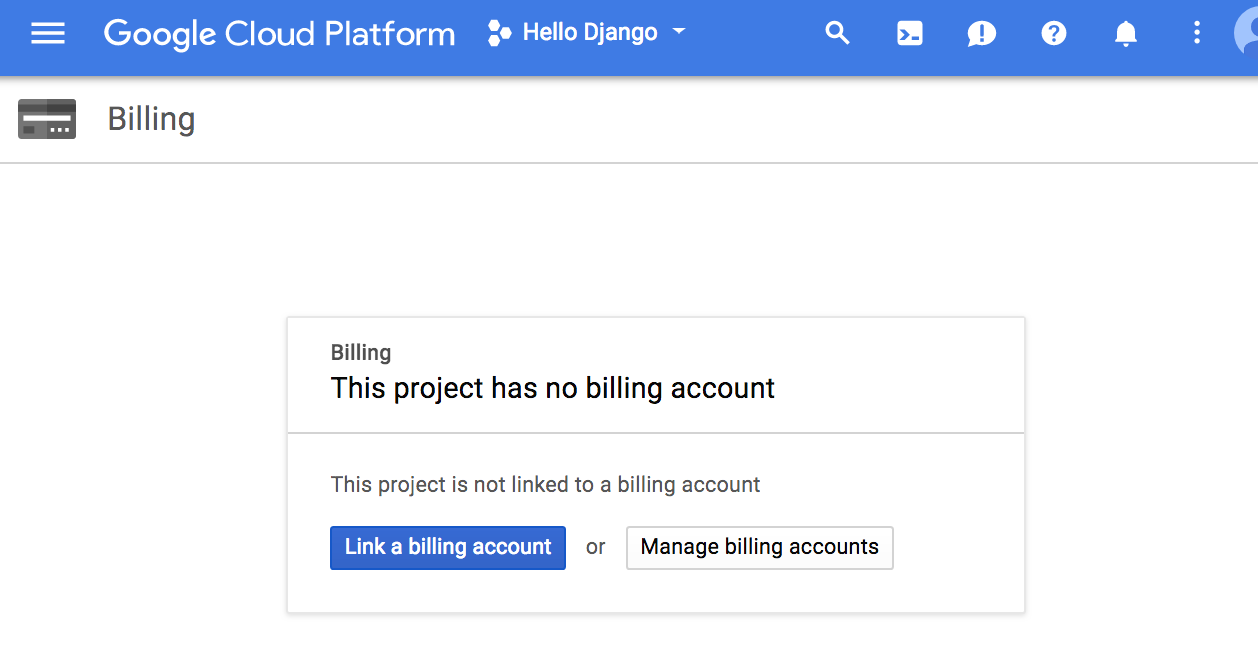 Google Cloud Platform Hello Django
Billing
Billing
This project has no billing account
This project is not linked to a billing account
Link a billing account or Manage billing accounts